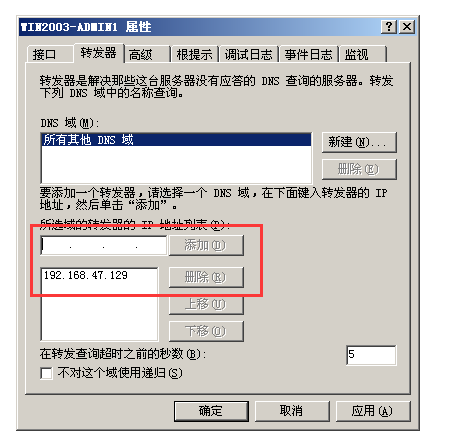 WIN2003-ADMIN1 属性
接口 转发器 高级 根提示 调试日志 事件日志 监视
转发器是解决那些这台服务器没有应答的 DNS 查询的服务器。转发
下列 DNS 域中的名称查询。
DNS 域(M):
所有其他 DNS 域
新建(N)...
删除(E)
要添加一个转发器，请选择一个 DNS 域，在下面键入转发器的 IP
地址，然后单击“添加”。
所选域的转发器的 IP 地址列表(P):
. . . 添加(D)
192.168.47.129 删除(R)
上移(U)
下移(O)
在转发查询超时之前的秒数(B): 5
不对这个域使用递归(S)
确定 取消 应用(A)